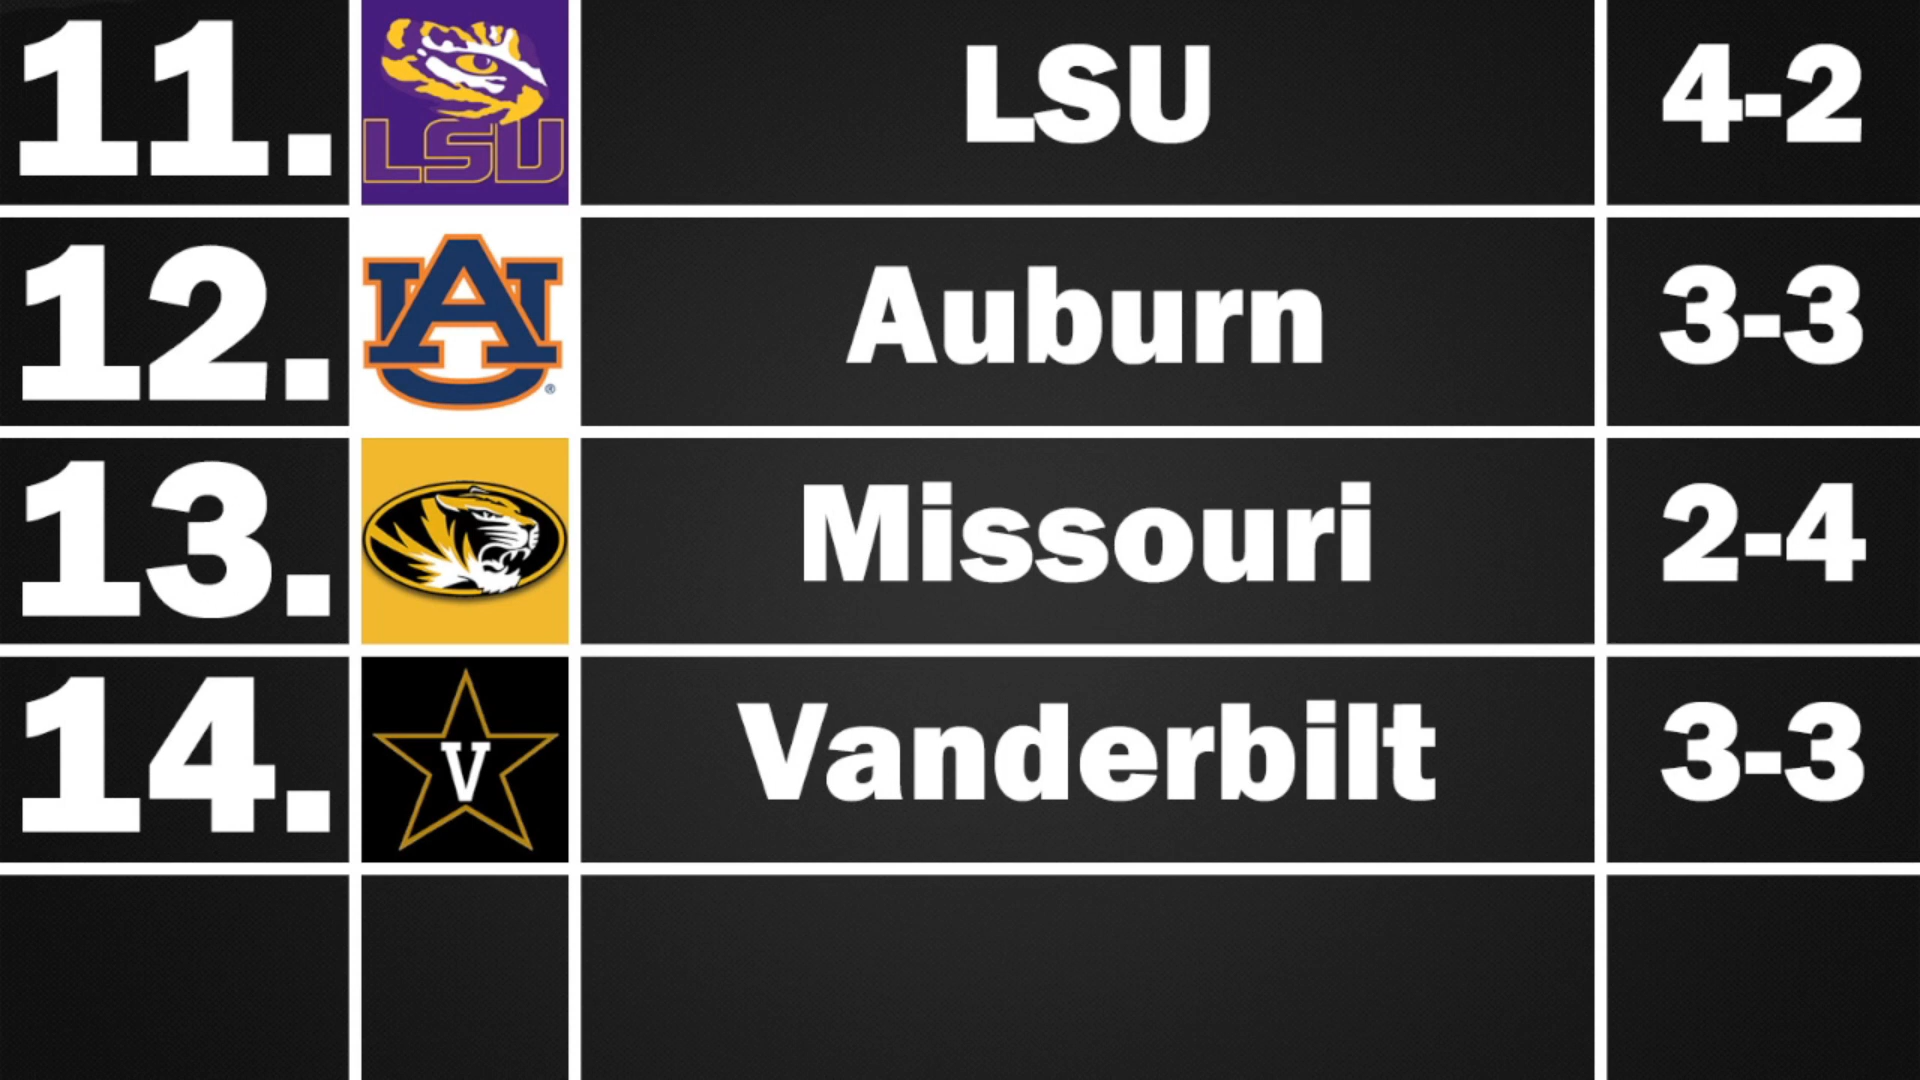 11. LSU LSU 4-2
12. AU ® Auburn 3-3
13. Missouri 2-4
14. V Vanderbilt 3-3